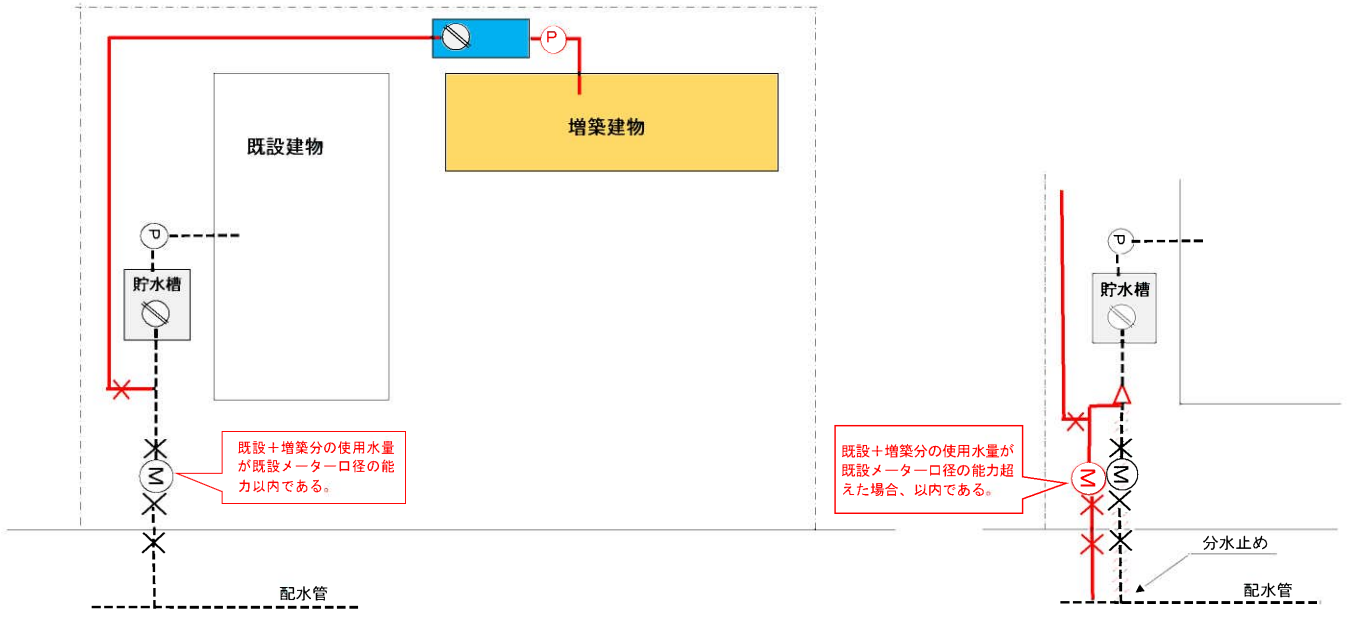 P
増築建物
既設建物
P
貯水槽
既設＋増築分の使用水量
が既設メーター口径の能
力以内である。
M
配水管
P
貯水槽
既設＋増築分の使用水量が
既設メーター口径の能力超
えた場合、以内である。
M
M
分水止め
配水管